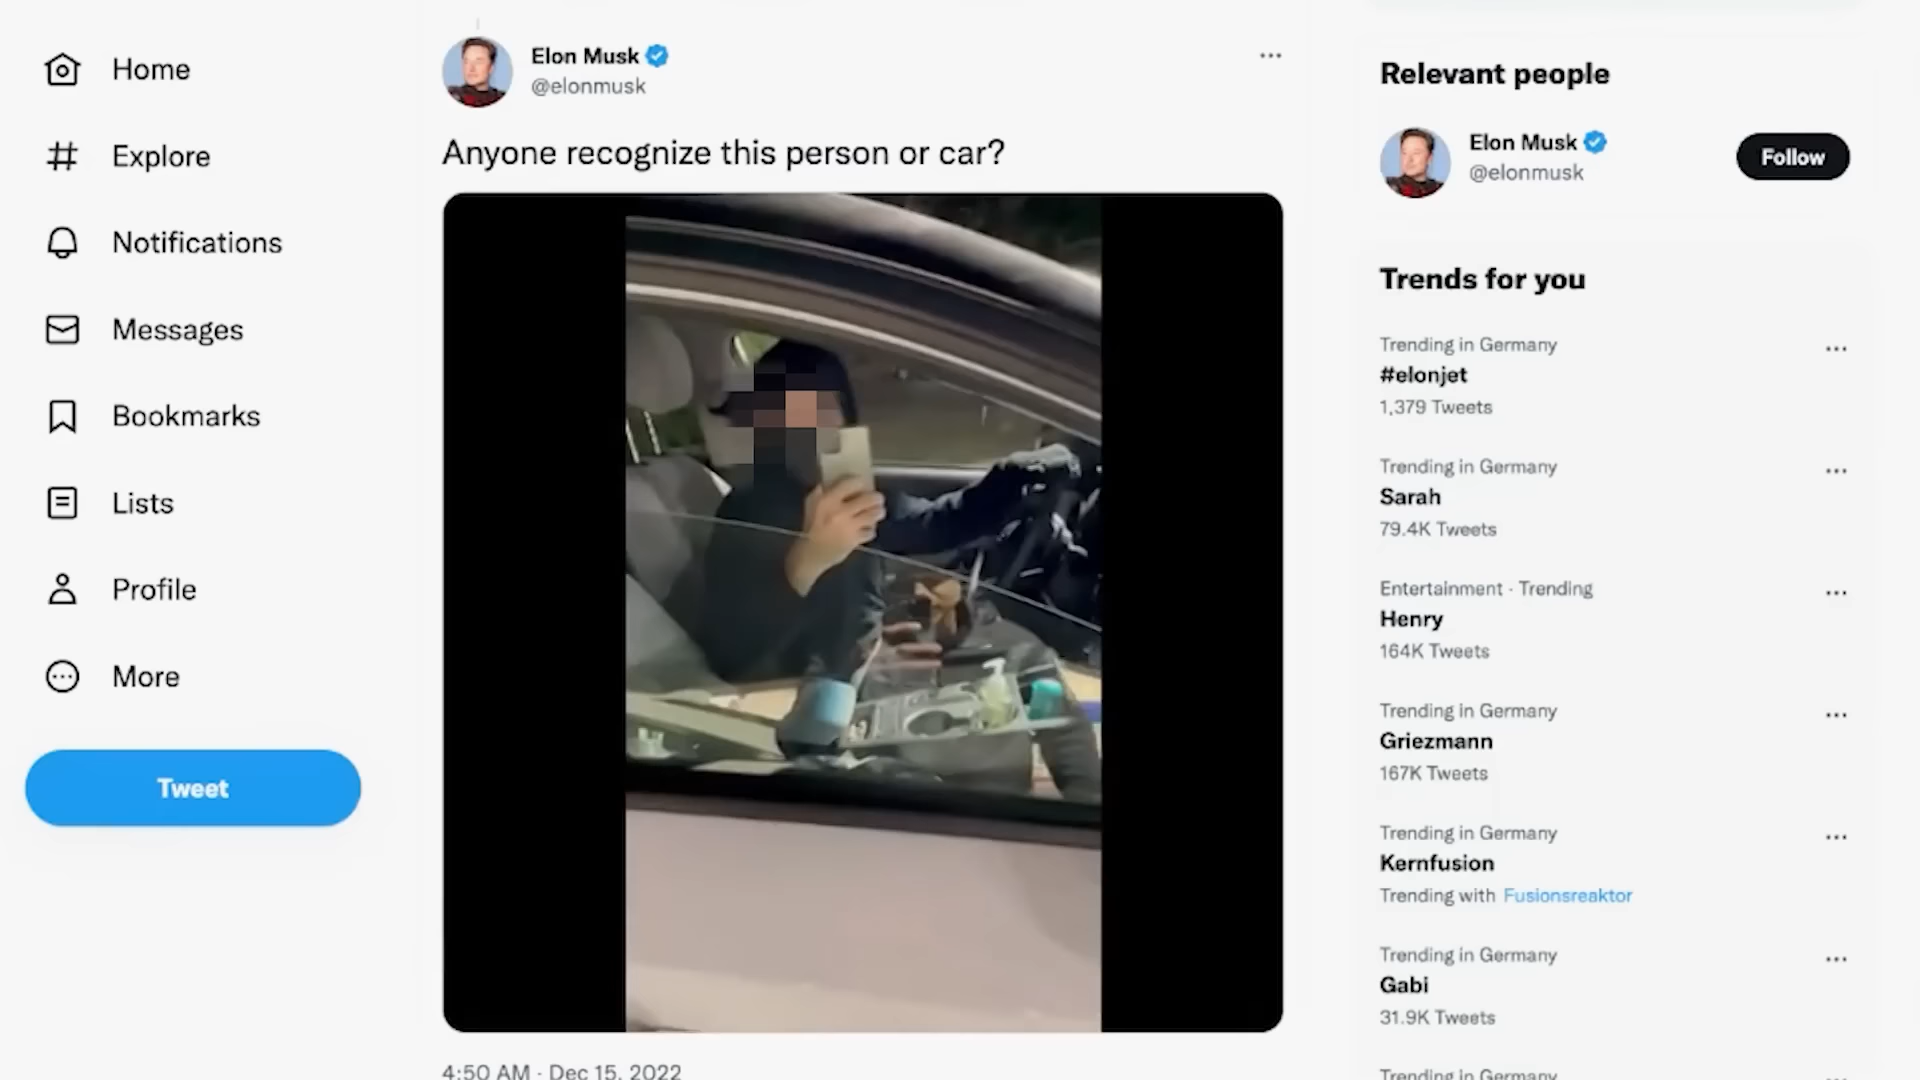 Home
Explore
Notifications
Messages
Bookmarks
Lists
Profile
More
Tweet
Elon Musk
@elonmusk
Anyone recognize this person or car?
4:50 AM · Dec 15, 2022
Relevant people
Elon Musk
@elonmusk
Follow
Trends for you
Trending in Germany
#elonjet
1,379 Tweets
Trending in Germany
Sarah
79.4K Tweets
Entertainment · Trending
Henry
164K Tweets
Trending in Germany
Griezmann
167K Tweets
Trending in Germany
Kernfusion
Trending with Fusionsreaktor
Trending in Germany
Gabi
31.9K Tweets
Trending in Germany